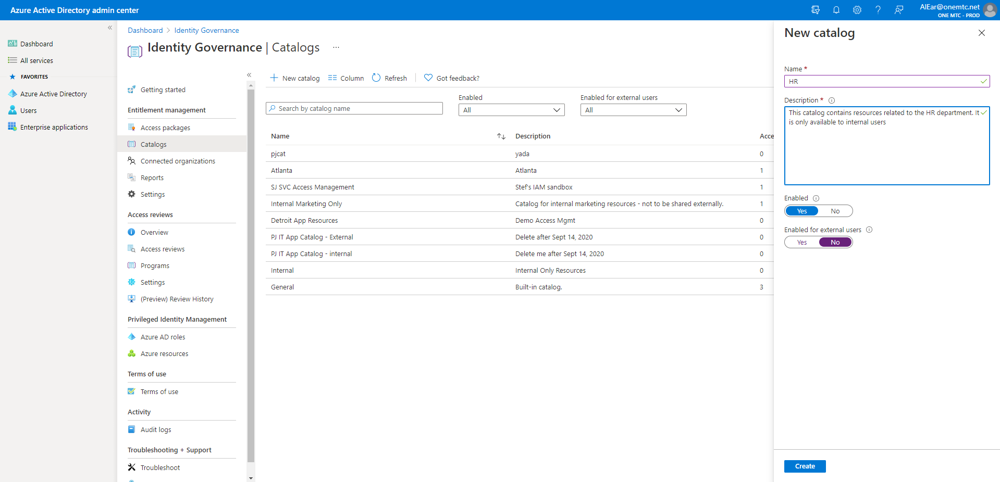 Azure Active Directory admin center
AlEar@onemtc.net
ONE MTC - PROD
Dashboard
All services
FAVORITES
Azure Active Directory
Users
Enterprise applications
Dashboard > Identity Governance
Identity Governance | Catalogs ...
Getting started
Entitlement management
Access packages
Catalogs
Connected organizations
Reports
Settings
Access reviews
Overview
Access reviews
Programs
Settings
(Preview) Review History
Privileged Identity Management
Azure AD roles
Azure resources
Terms of use
Terms of use
Activity
Audit logs
Troubleshooting + Support
Troubleshoot
New catalog Column Refresh Got feedback?
Enabled Enabled for external users
Search by catalog name All All
Name Description Acce
pjcat yada 0
Atlanta Atlanta 1
SJ SVC Access Management Stef's IAM sandbox 1
Internal Marketing Only Catalog for internal marketing resources - not to be shared externally. 1
Detroit App Resources Demo Access Mgmt 0
PJ IT App Catalog - External Delete after Sept 14, 2020 0
PJ IT App Catalog - internal Delete me after Sept 14, 2020 0
Internal Internal Only Resources 0
General Built-in catalog. 3
New catalog
Name *
HR
Description *
This catalog contains resources related to the HR department. It
is only available to internal users
Enabled
Yes No
Enabled for external users
Yes No
Create